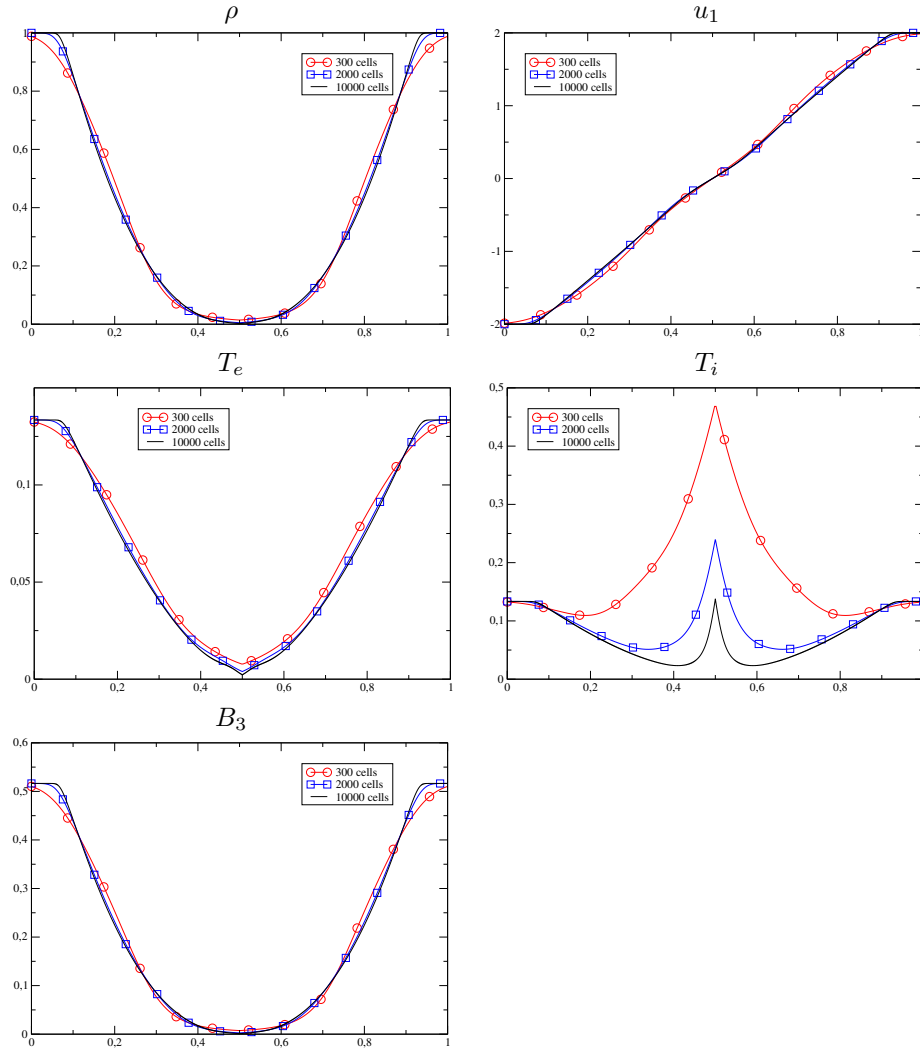 ρ
u₁
1
0,8
0,6
0,4
0,2
0
300 cells
2000 cells
10000 cells
0 0,2 0,4 0,6 0,8 1
2
1
0
-1
-2
300 cells
2000 cells
10000 cells
0 0,2 0,4 0,6 0,8
Tₑ
Tᵢ
0,1
0,05
0
300 cells
2000 cells
10000 cells
0 0,2 0,4 0,6 0,8 1
0,5
0,4
0,3
0,2
0,1
0
300 cells
2000 cells
10000 cells
0 0,2 0,4 0,6 0,8
B₃
0,6
0,5
0,4
0,3
0,2
0,1
0
300 cells
2000 cells
10000 cells
0 0,2 0,4 0,6 0,8 1